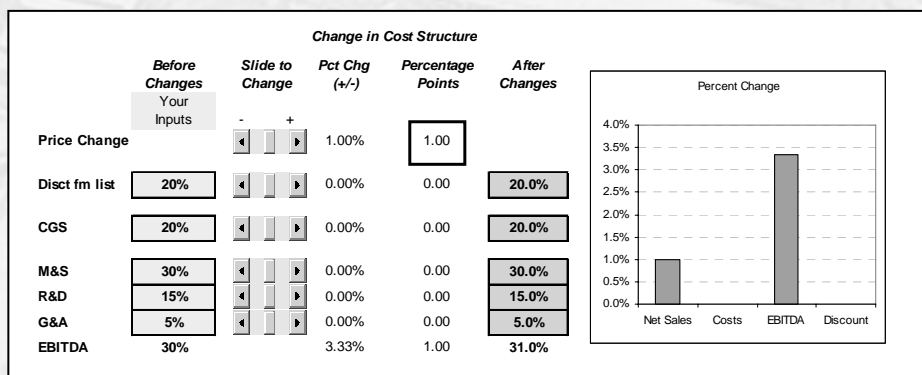 Change in Cost Structure
Before Changes Slide to Change Pct Chg (+/-) Percentage Points After Changes
Your Inputs - +
Price Change 1.00% 1.00
Disct fm list 20% 0.00% 0.00 20.0%
CGS 20% 0.00% 0.00 20.0%
M&S 30% 0.00% 0.00 30.0%
R&D 15% 0.00% 0.00 15.0%
G&A 5% 0.00% 0.00 5.0%
EBITDA 30% 3.33% 1.00 31.0%
Percent Change
4.0%
3.5%
3.0%
2.5%
2.0%
1.5%
1.0%
0.5%
0.0%
Net Sales Costs EBITDA Discount